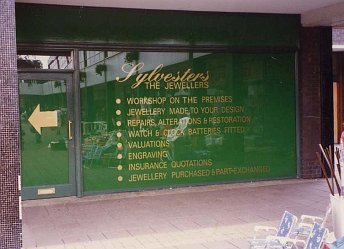 Sylvesters
THE JEWELLERS
WORKSHOP ON THE PREMISES
JEWELLERY MADE TO YOUR DESIGN
REPAIRS, ALTERATIONS & RESTORATION
WATCH & CLOCK BATTERIES FITTED
VALUATIONS
ENGRAVING
INSURANCE QUOTATIONS
JEWELLERY PURCHASED & PART-EXCHANGED